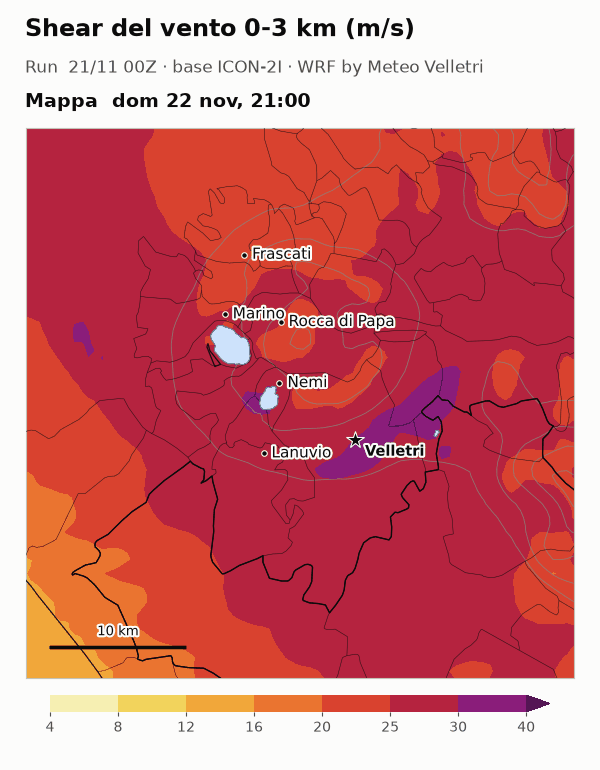 Shear del vento 0-3 km (m/s)
Run 21/11 00Z · base ICON-2I · WRF by Meteo Velletri
Mappa dom 22 nov, 21:00
Frascati
Marino
Rocca di Papa
Nemi
Velletri
Lanuvio
10 km
4 8 12 16 20 25 30 40